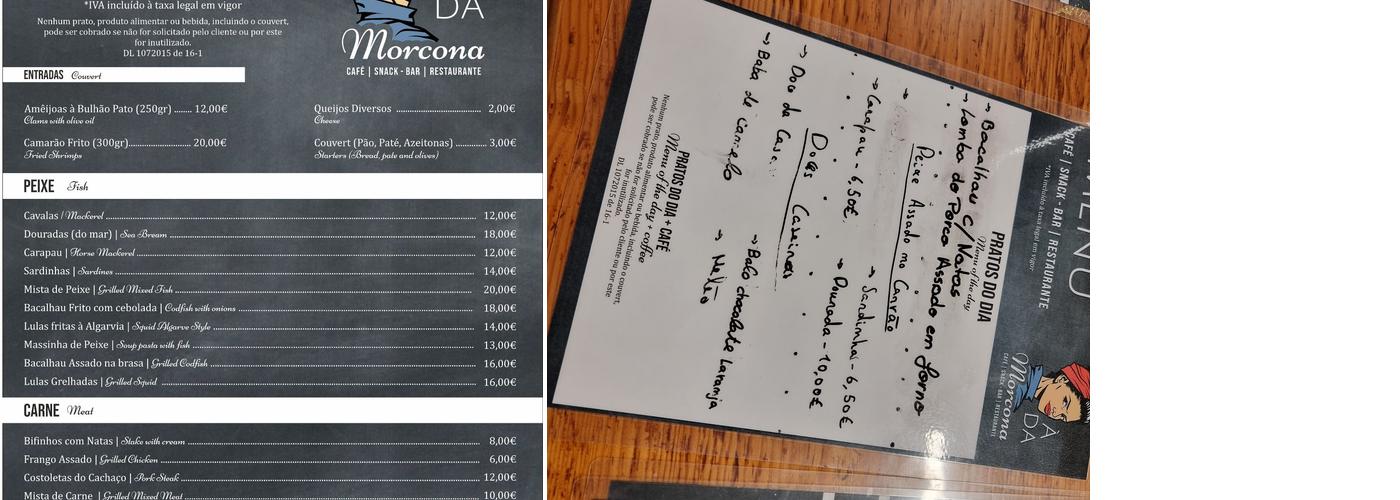 *IVA incluído à taxa legal em vigor
Nenhum prato, produto alimentar ou bebida, incluindo o couvert,
pode ser cobrado se não for solicitado pelo cliente ou por este
for inutilizado.
DL 1072015 de 16-1
DA
Morcona
CAFÉ | SNACK - BAR | RESTAURANTE
ENTRADAS Couvert
Amêijoas à Bulhão Pato (250gr) ........ 12,00€
Clams with olive oil
Camarão Frito (300gr) ........ 20,00€
Fried Shrimps
Queijos Diversos ........ 2,00€
Cheese
Couvert (Pão, Paté, Azeitonas) ........ 3,00€
Starters (Bread, pate and olives)
PEIXE Fish
Cavalas / Mackerel ........ 12,00€
Douradas (do mar) | Sea Bream ........ 18,00€
Carapau | Horse Mackerel ........ 12,00€
Sardinhas | Sardines ........ 14,00€
Mista de Peixe | Grilled Mixed Fish ........ 20,00€
Bacalhau Frito com cebolada | Codfish with onions ........ 18,00€
Lulas fritas à Algarvia | Squid Algarve Style ........ 14,00€
Massinha de Peixe | Soup pasta with fish ........ 13,00€
Bacalhau Assado na brasa | Grilled Codfish ........ 16,00€
Lulas Grelhadas | Grilled Squid ........ 16,00€
CARNE Meat
Bifinhos com Natas | Stake with cream ........ 8,00€
Frango Assado | Grilled Chicken ........ 6,00€
Costoletas do Cachaço | Pork Steak ........ 12,00€
Mista de Carne | Grilled Mixed Meat ........ 10,00€
MENU
CAFÉ | SNACK - BAR | RESTAURANTE
*IVA incluído à taxa legal em vigor
DA
Morcona
CAFÉ | SNACK - BAR | RESTAURANTE
PRATOS DO DIA
Menu of the day
→ Bacalhau c/ Natas
→ Lombo de Porco Assado em forno
Peixe Assado no Carvão
→ Carapau - 6,50€
→ Sardinha - 6,50€
→ Dourada - 10,00€
Doces Caseiros
→ Doce da Casa
→ Bolo chocolate laranja
→ Baba de Camelo
→ Melão
PRATOS DO DIA + CAFÉ
Menu of the day + coffee
Nenhum prato, produto alimentar ou bebida, incluindo o couvert,
pode ser cobrado se não for solicitado pelo cliente ou por este
for inutilizado.
DL 1072015 de 16-1